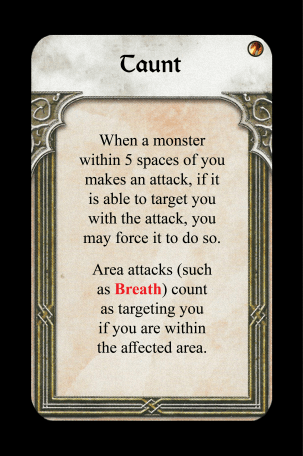 Taunt
When a monster
within 5 spaces of you
makes an attack, if it
is able to target you
with the attack, you
may force it to do so.
Area attacks (such
as Breath) count
as targeting you
if you are within
the affected area.